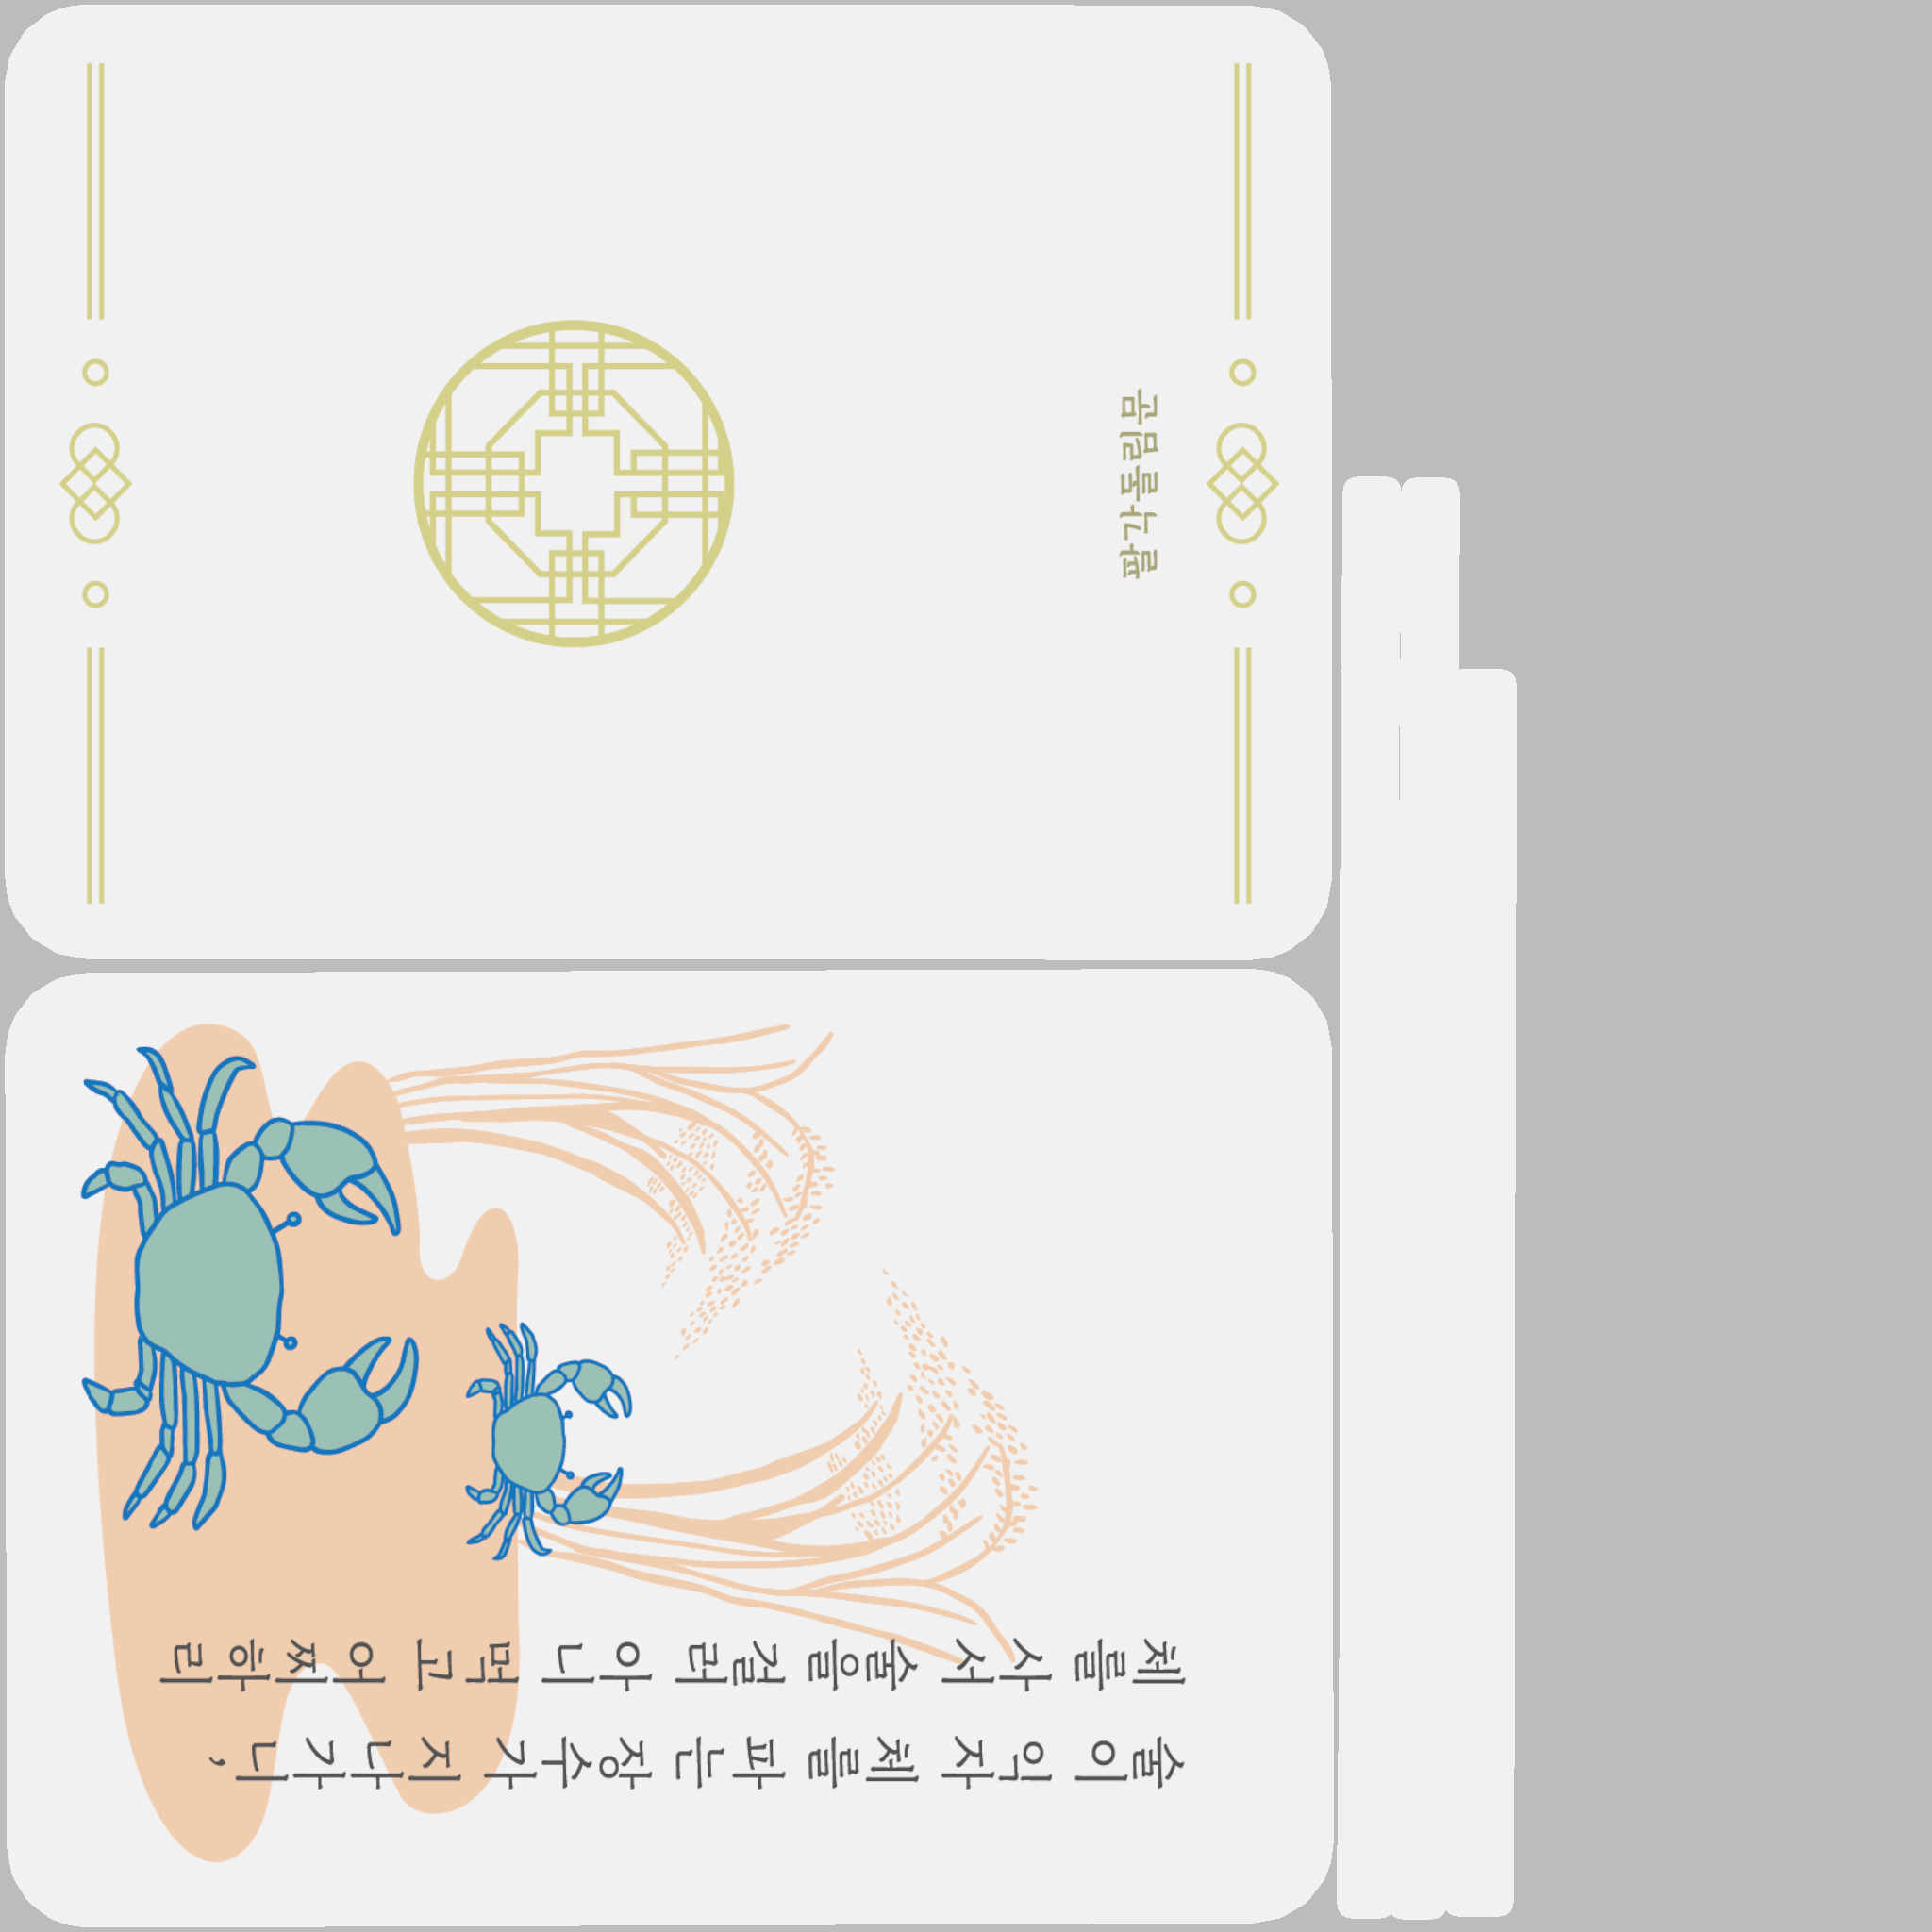 술이 익자 체를 파는 장수가 지나가니,
체를 사서 술을 걸러 아니 먹고 어찌하리